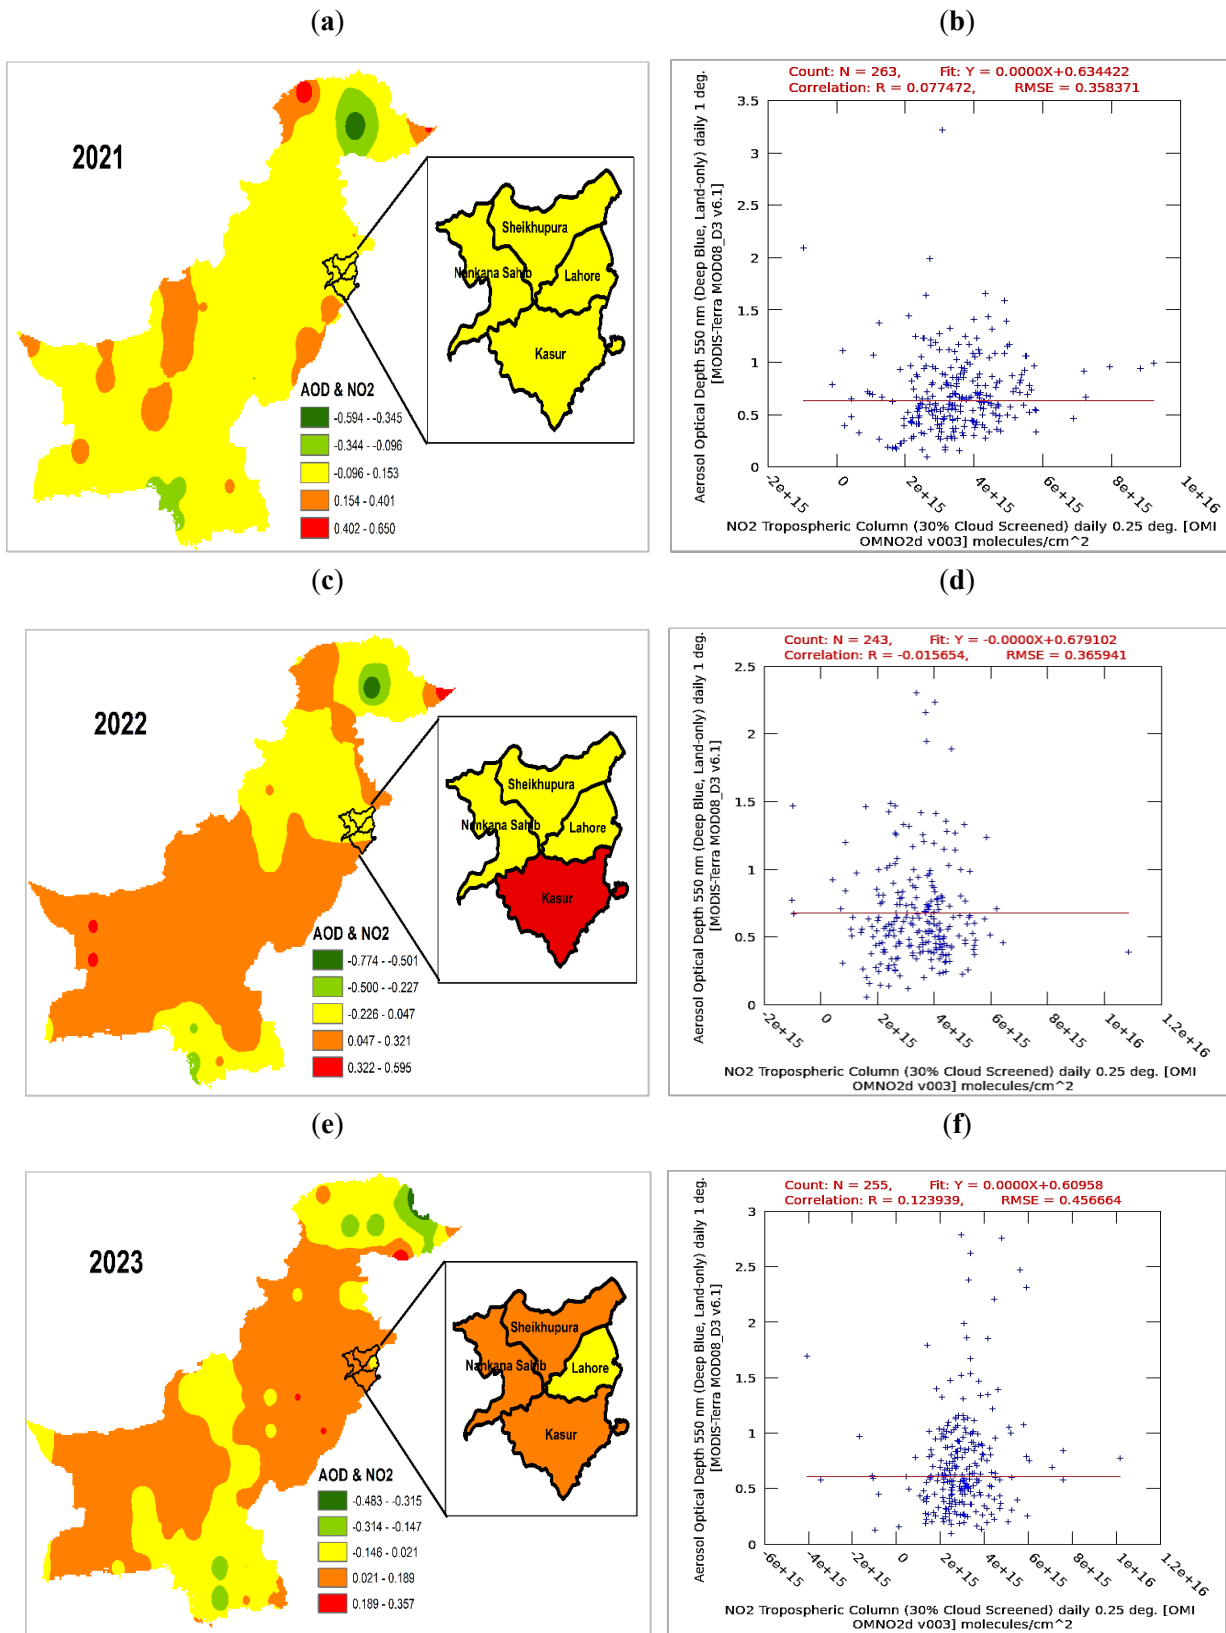 (a)
2021
Sheikhupura
Nankana Sahib
Lahore
Kasur
AOD & NO2
-0.594 - -0.345
-0.344 - -0.096
-0.096 - 0.153
0.154 - 0.401
0.402 - 0.650
(b)
Count: N = 263, Fit: Y = 0.0000X+0.634422
Correlation: R = 0.077472, RMSE = 0.358371
Aerosol Optical Depth 550 nm (Deep Blue, Land-only) daily 1 deg.
[MODIS-Terra MOD08_D3 v6.1]
3.5
3
2.5
2
1.5
1
0.5
0
-2e+15
0
2e+15
4e+15
6e+15
8e+15
1e+16
NO2 Tropospheric Column (30% Cloud Screened) daily 0.25 deg. [OMI
OMNO2d v003] molecules/cm^2
(c)
2022
Sheikhupura
Nankana Sahib
Lahore
Kasur
AOD & NO2
-0.774 - -0.501
-0.500 - -0.227
-0.226 - 0.047
0.047 - 0.321
0.322 - 0.595
(d)
Count: N = 243, Fit: Y = -0.0000X+0.679102
Correlation: R = -0.015654, RMSE = 0.365941
Aerosol Optical Depth 550 nm (Deep Blue, Land-only) daily 1 deg.
[MODIS-Terra MOD08_D3 v6.1]
2.5
2
1.5
1
0.5
0
-2e+15
0
2e+15
4e+15
6e+15
8e+15
1e+16
1.2e+16
NO2 Tropospheric Column (30% Cloud Screened) daily 0.25 deg. [OMI
OMNO2d v003] molecules/cm^2
(e)
2023
Sheikhupura
Nankana Sahib
Lahore
Kasur
AOD & NO2
-0.483 - -0.315
-0.314 - -0.147
-0.146 - 0.021
0.021 - 0.189
0.189 - 0.357
(f)
Count: N = 255, Fit: Y = 0.0000X+0.60958
Correlation: R = 0.123939, RMSE = 0.456664
Aerosol Optical Depth 550 nm (Deep Blue, Land-only) daily 1 deg.
[MODIS-Terra MOD08_D3 v6.1]
3
2.5
2
1.5
1
0.5
0
-6e+15
-4e+15
-2e+15
0
2e+15
4e+15
6e+15
8e+15
1e+16
1.2e+16
NO2 Tropospheric Column (30% Cloud Screened) daily 0.25 deg. [OMI
OMNO2d v003] molecules/cm^2